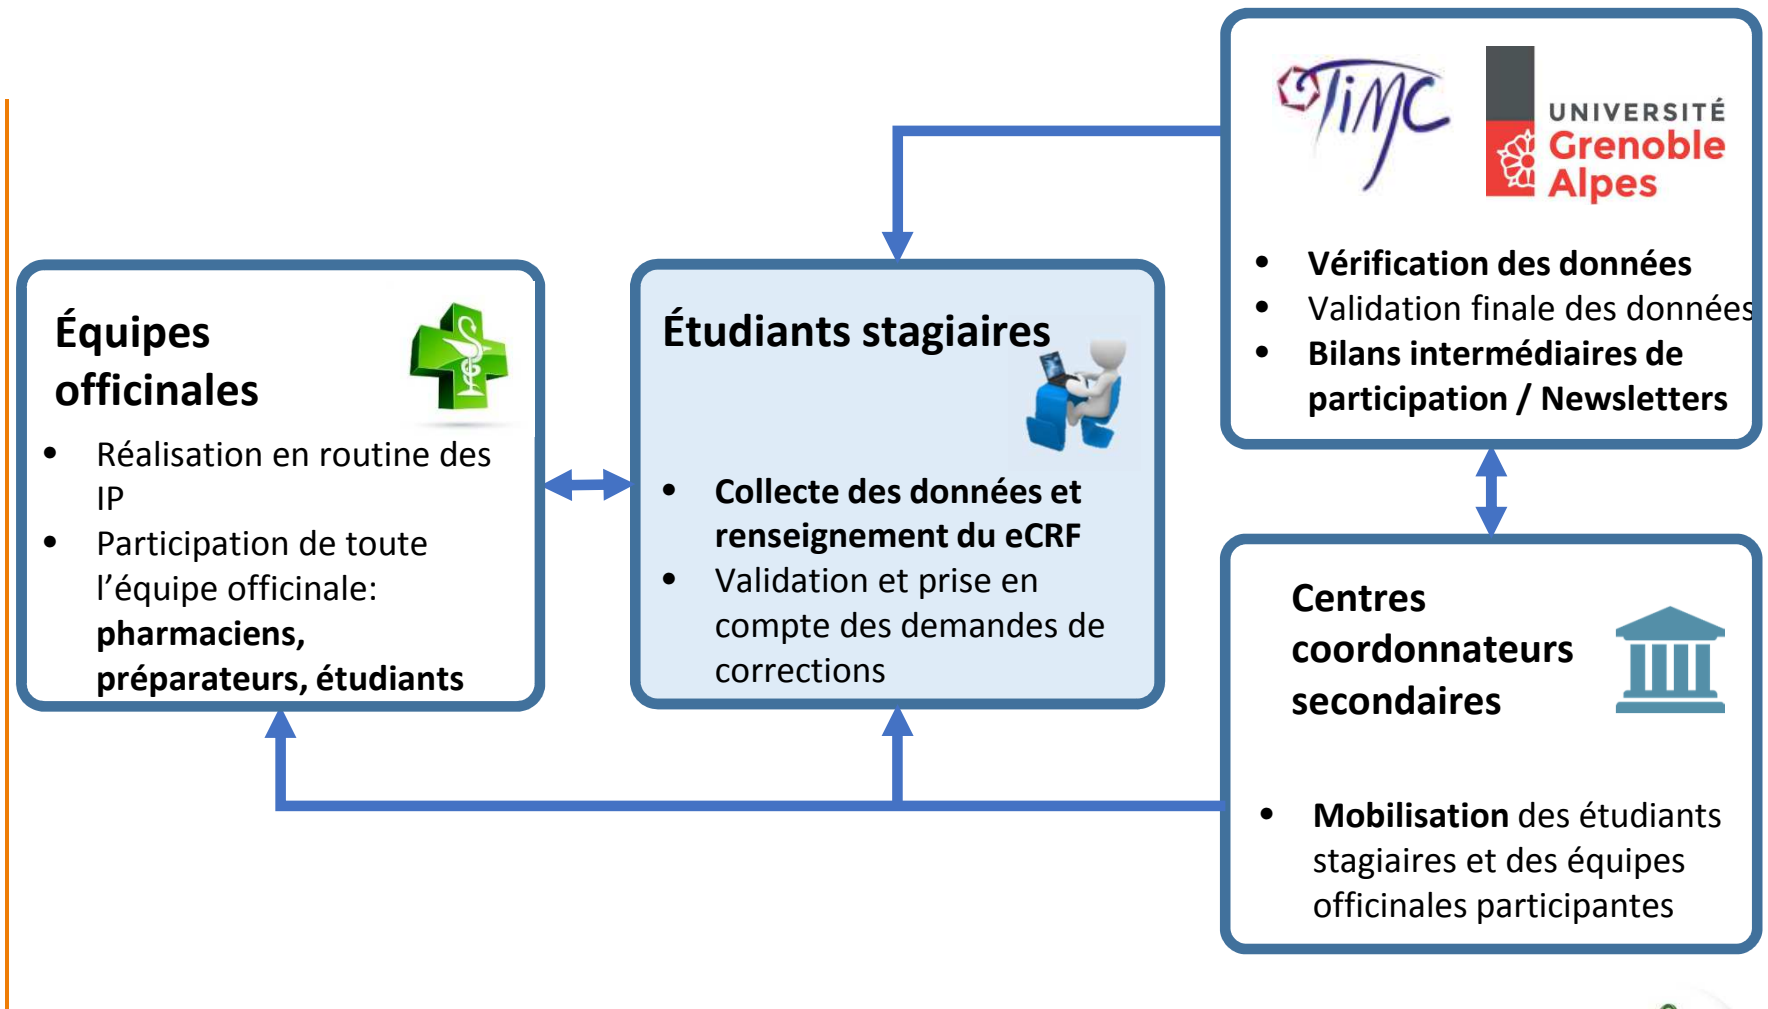 Équipes
officinales
• Réalisation en routine des
IP
• Participation de toute
l’équipe officinale:
pharmaciens,
préparateurs, étudiants
Étudiants stagiaires
• Collecte des données et
renseignement du eCRF
• Validation et prise en
compte des demandes de
corrections
TIMC
UNIVERSITÉ
Grenoble
Alpes
• Vérification des données
• Validation finale des données
• Bilans intermédiaires de
participation / Newsletters
Centres
coordonnateurs
secondaires
• Mobilisation des étudiants
stagiaires et des équipes
officinales participantes